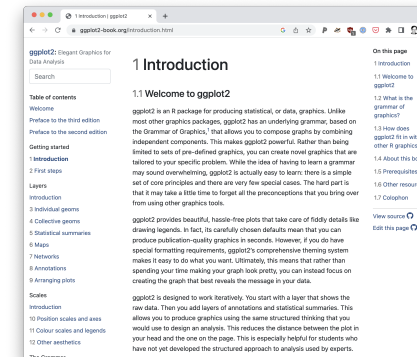 1 Introduction | ggplot2
ggplot2-book.org/introduction.html
ggplot2: Elegant Graphics for
Data Analysis
Search
Table of contents
Welcome
Preface to the third edition
Preface to the second edition
Getting started
1 Introduction
2 First steps
Layers
Introduction
3 Individual geoms
4 Collective geoms
5 Statistical summaries
6 Maps
7 Networks
8 Annotations
9 Arranging plots
Scales
Introduction
10 Position scales and axes
11 Colour scales and legends
12 Other aesthetics
1 Introduction
1.1 Welcome to ggplot2
ggplot2 is an R package for producing statistical, or data, graphics. Unlike
most other graphics packages, ggplot2 has an underlying grammar, based on
the Grammar of Graphics,1 that allows you to compose graphs by combining
independent components. This makes ggplot2 powerful. Rather than being
limited to sets of pre-defined graphics, you can create novel graphics that are
tailored to your specific problem. While the idea of having to learn a grammar
may sound overwhelming, ggplot2 is actually easy to learn: there is a simple
set of core principles and there are very few special cases. The hard part is
that it may take a little time to forget all the preconceptions that you bring over
from using other graphics tools.
ggplot2 provides beautiful, hassle-free plots that take care of fiddly details like
drawing legends. In fact, its carefully chosen defaults mean that you can
produce publication-quality graphics in seconds. However, if you do have
special formatting requirements, ggplot2's comprehensive theming system
makes it easy to do what you want. Ultimately, this means that rather than
spending your time making your graph look pretty, you can instead focus on
creating the graph that best reveals the message in your data.
ggplot2 is designed to work iteratively. You start with a layer that shows the
raw data. Then you add layers of annotations and statistical summaries. This
allows you to produce graphics using the same structured thinking that you
would use to design an analysis. This reduces the distance between the plot in
your head and the one on the page. This is especially helpful for students who
have not yet developed the structured approach to analysis used by experts.
On this page
1 Introduction
1.1 Welcome to
ggplot2
1.2 What is the
grammar of
graphics?
1.3 How does
ggplot2 fit in wit
other R graphics
1.4 About this bo
1.5 Prerequisites
1.6 Other resour
1.7 Colophon
View source
Edit this page